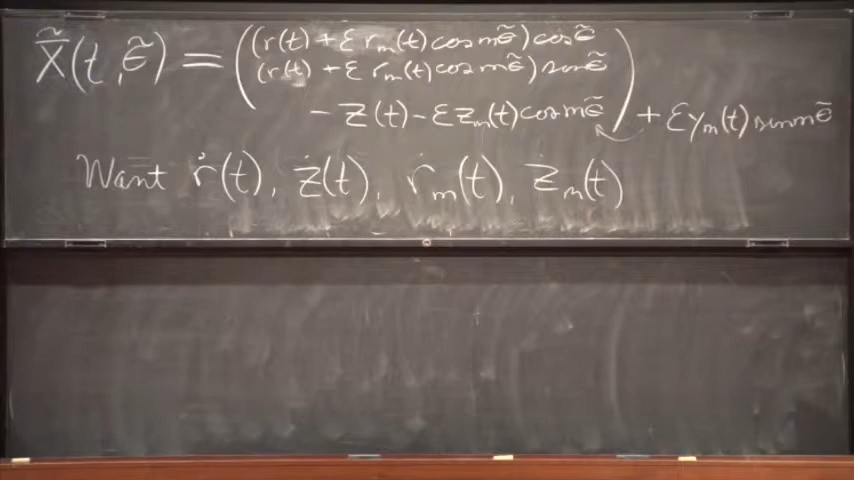 X̃(t,θ̃) = ((r(t) + ε r_m(t) cos mθ̃) cos θ̃
(r(t) + ε r_m(t) cos mθ̃) sin θ̃
- z(t) - ε z_m(t) cos mθ̃) + ε y_m(t) sin mθ̃
Want ṙ(t), ż(t), ṙ_m(t), ż_m(t)